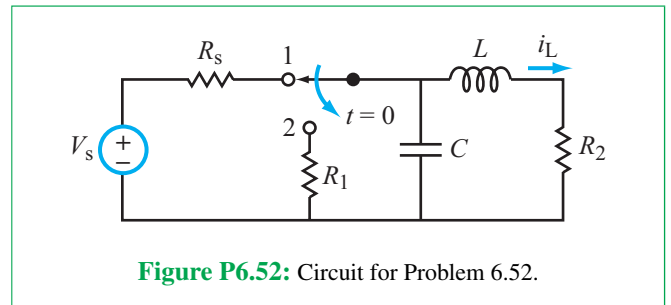 Rs
1
L
iL
t = 0
2
Vs
+
−
R1
C
R2
Figure P6.52: Circuit for Problem 6.52.